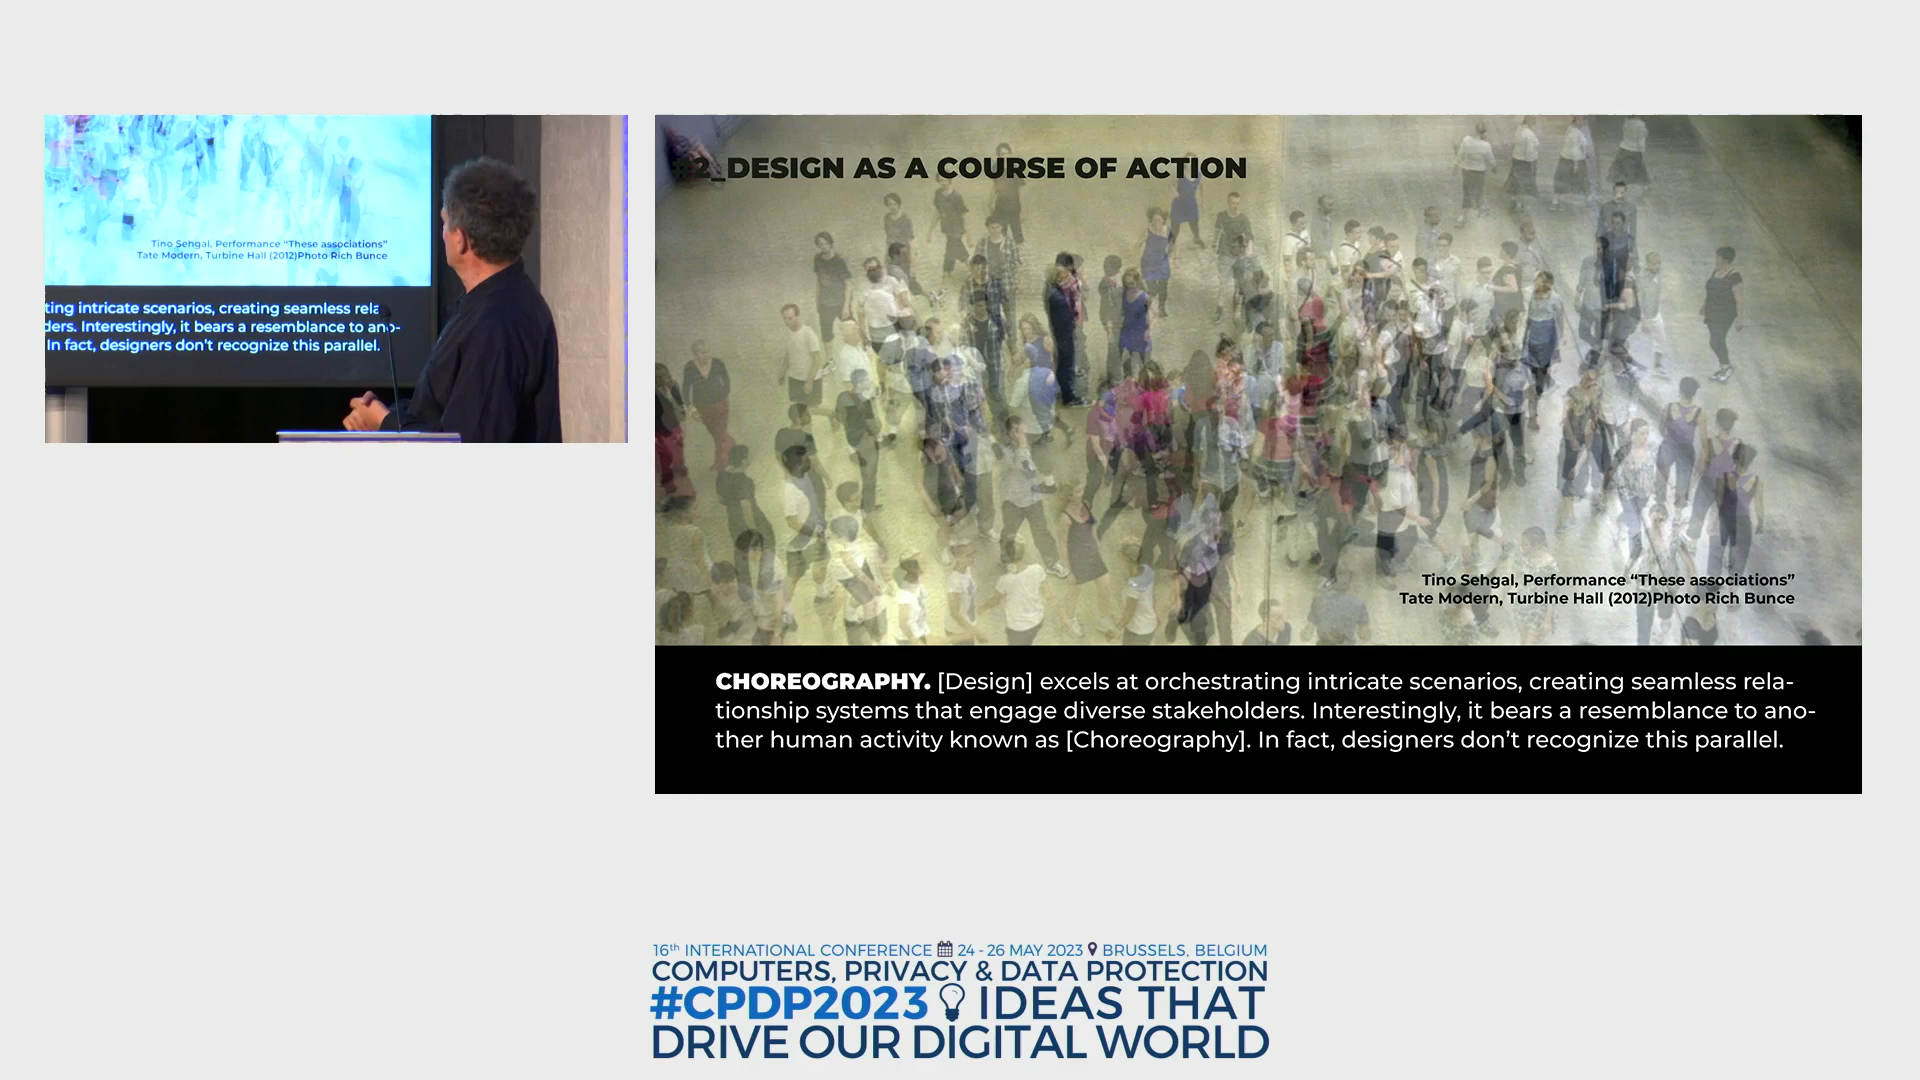 Tino Sehgal, Performance “These associations”
Tate Modern, Turbine Hall (2012)Photo Rich Bunce
ting intricate scenarios, creating seamless rela
ders. Interestingly, it bears a resemblance to ano-
In fact, designers don’t recognize this parallel.
#2_DESIGN AS A COURSE OF ACTION
Tino Sehgal, Performance “These associations”
Tate Modern, Turbine Hall (2012)Photo Rich Bunce
CHOREOGRAPHY. [Design] excels at orchestrating intricate scenarios, creating seamless rela-
tionship systems that engage diverse stakeholders. Interestingly, it bears a resemblance to ano-
ther human activity known as [Choreography]. In fact, designers don’t recognize this parallel.
16th INTERNATIONAL CONFERENCE 24 - 26 MAY 2023 BRUSSELS, BELGIUM
COMPUTERS, PRIVACY & DATA PROTECTION
#CPDP2023 IDEAS THAT
DRIVE OUR DIGITAL WORLD